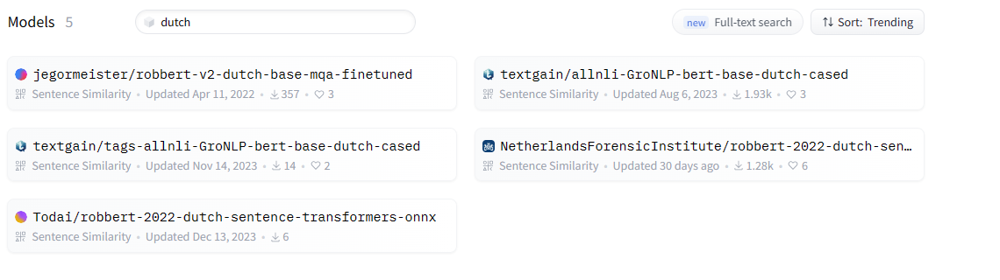 Models 5 dutch new Full-text search Sort: Trending
jegormeister/robbert-v2-dutch-base-mqa-finetuned
Sentence Similarity • Updated Apr 11, 2022 • 357 • 3
textgain/allnli-GroNLP-bert-base-dutch-cased
Sentence Similarity • Updated Aug 6, 2023 • 1.93k • 3
textgain/tags-allnli-GroNLP-bert-base-dutch-cased
Sentence Similarity • Updated Nov 14, 2023 • 14 • 2
NetherlandsForensicInstitute/robbert-2022-dutch-sen…
Sentence Similarity • Updated 30 days ago • 1.28k • 6
Todai/robbert-2022-dutch-sentence-transformers-onnx
Sentence Similarity • Updated Dec 13, 2023 • 6